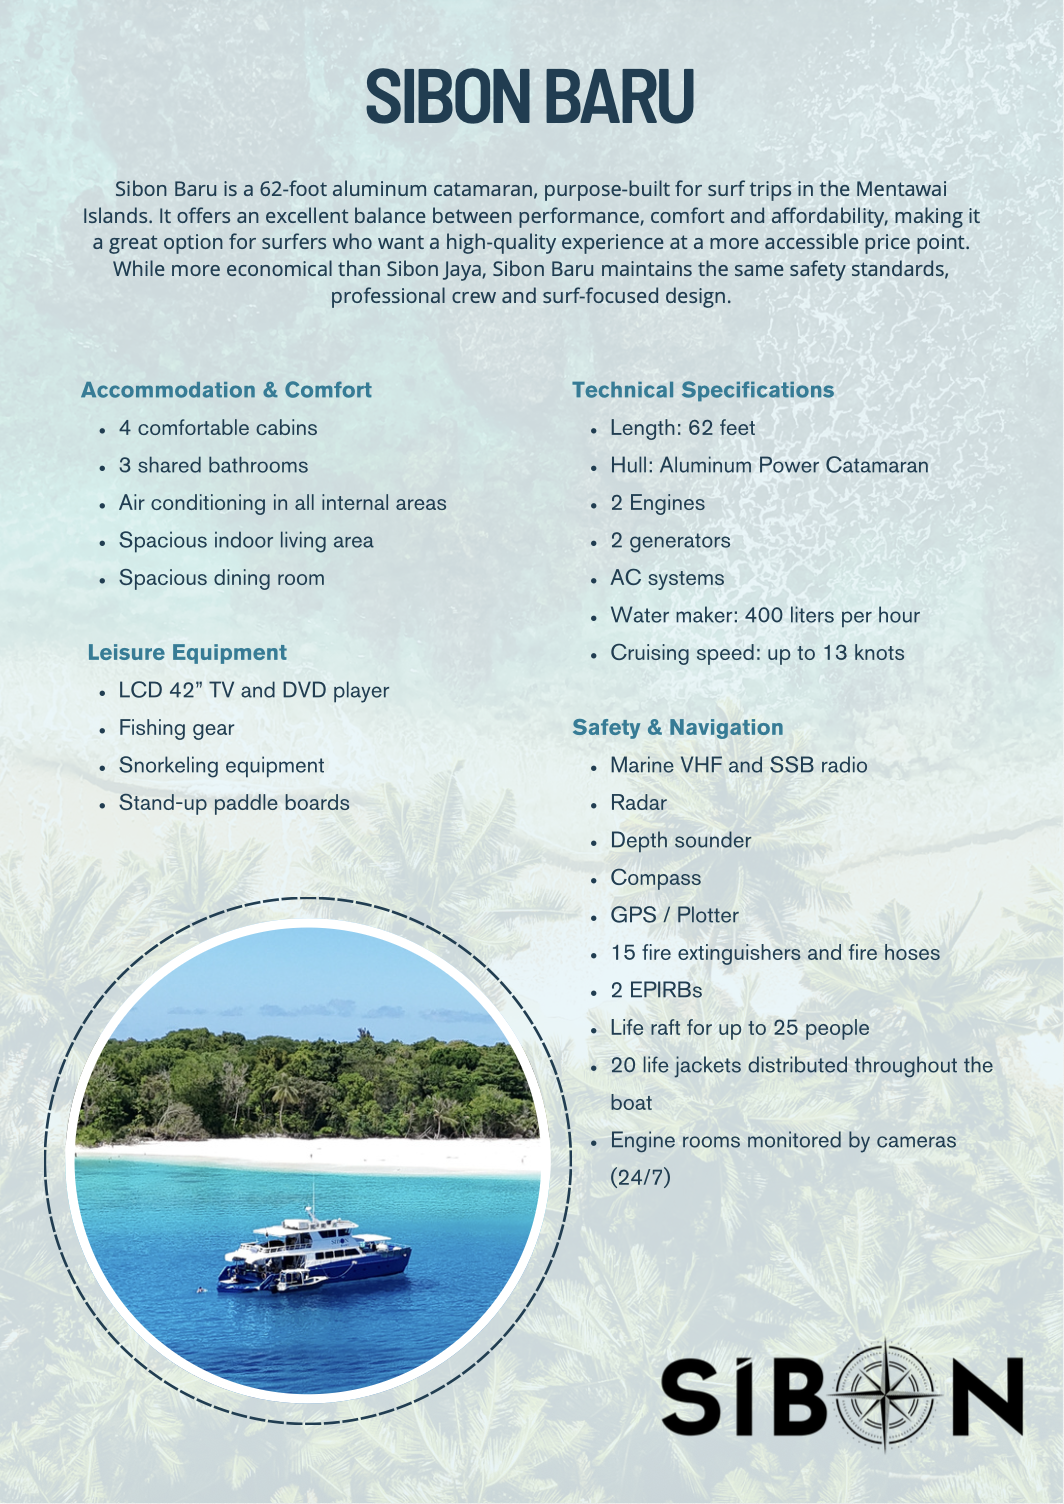 SIBON BARU
Sibon Baru is a 62-foot aluminum catamaran, purpose-built for surf trips in the Mentawai
Islands. It offers an excellent balance between performance, comfort and affordability, making it
a great option for surfers who want a high-quality experience at a more accessible price point.
While more economical than Sibon Jaya, Sibon Baru maintains the same safety standards,
professional crew and surf-focused design.
Accommodation & Comfort
• 4 comfortable cabins
• 3 shared bathrooms
• Air conditioning in all internal areas
• Spacious indoor living area
• Spacious dining room
Leisure Equipment
• LCD 42” TV and DVD player
• Fishing gear
• Snorkeling equipment
• Stand-up paddle boards
Technical Specifications
• Length: 62 feet
• Hull: Aluminum Power Catamaran
• 2 Engines
• 2 generators
• AC systems
• Water maker: 400 liters per hour
• Cruising speed: up to 13 knots
Safety & Navigation
• Marine VHF and SSB radio
• Radar
• Depth sounder
• Compass
• GPS / Plotter
• 15 fire extinguishers and fire hoses
• 2 EPIRBs
• Life raft for up to 25 people
• 20 life jackets distributed throughout the
boat
• Engine rooms monitored by cameras
(24/7)
SIBON